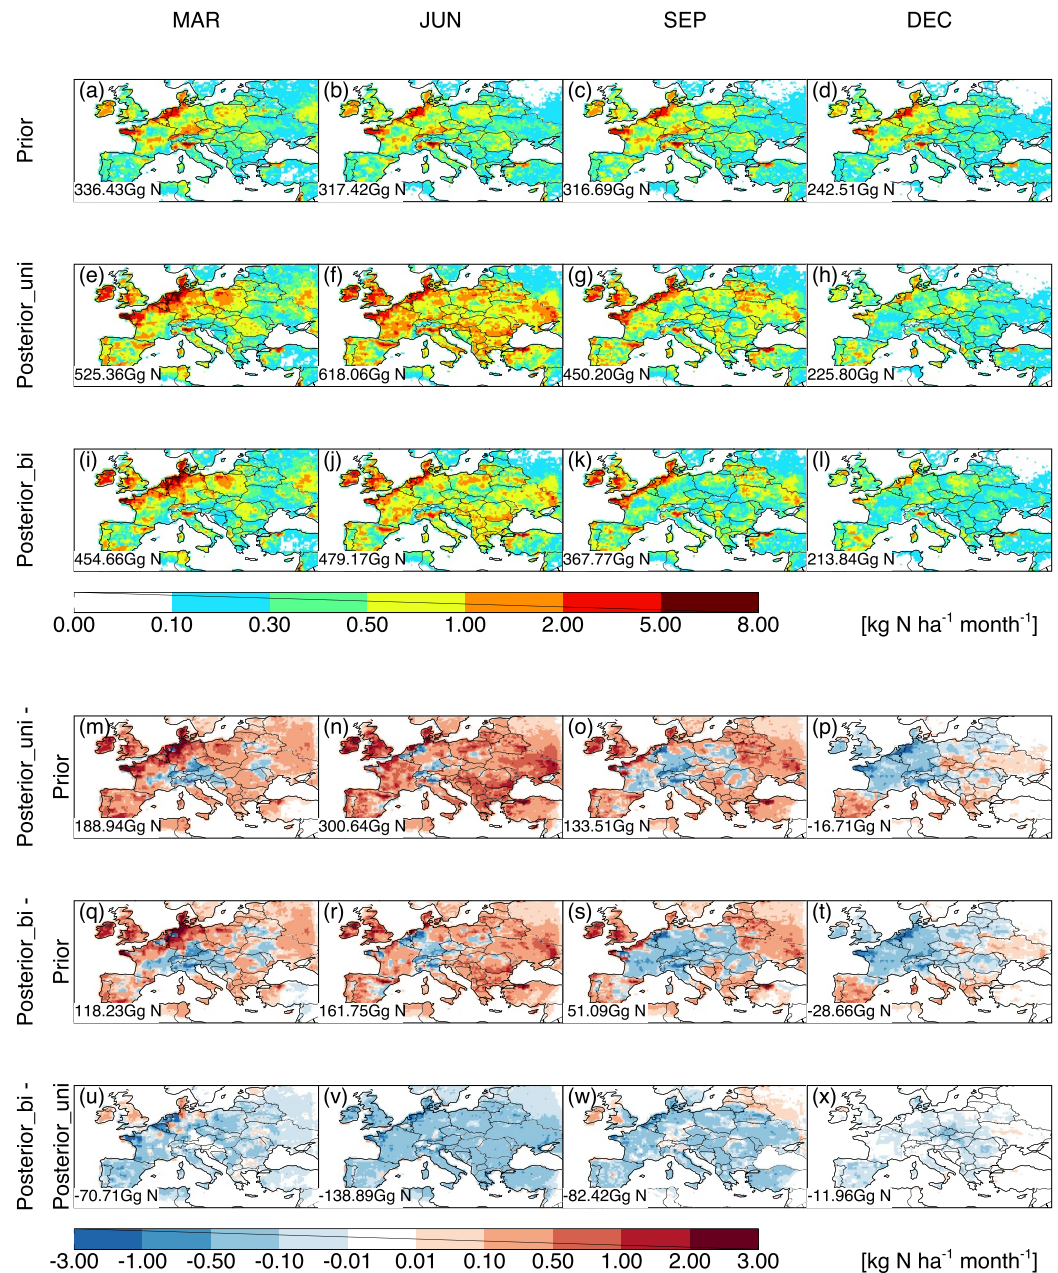 MAR JUN SEP DEC
Prior
(a) (b) (c) (d)
336.43Gg N 317.42Gg N 316.69Gg N 242.51Gg N
Posterior_uni
(e) (f) (g) (h)
525.36Gg N 618.06Gg N 450.20Gg N 225.80Gg N
Posterior_bi
(i) (j) (k) (l)
454.66Gg N 479.17Gg N 367.77Gg N 213.84Gg N
0.00 0.10 0.30 0.50 1.00 2.00 5.00 8.00 [kg N ha⁻¹ month⁻¹]
Posterior_uni -
Prior
(m) (n) (o) (p)
188.94Gg N 300.64Gg N 133.51Gg N -16.71Gg N
Posterior_bi -
Prior
(q) (r) (s) (t)
118.23Gg N 161.75Gg N 51.09Gg N -28.66Gg N
Posterior_bi -
Posterior_uni
(u) (v) (w) (x)
-70.71Gg N -138.89Gg N -82.42Gg N -11.96Gg N
-3.00 -1.00 -0.50 -0.10 -0.01 0.01 0.10 0.50 1.00 2.00 3.00 [kg N ha⁻¹ month⁻¹]